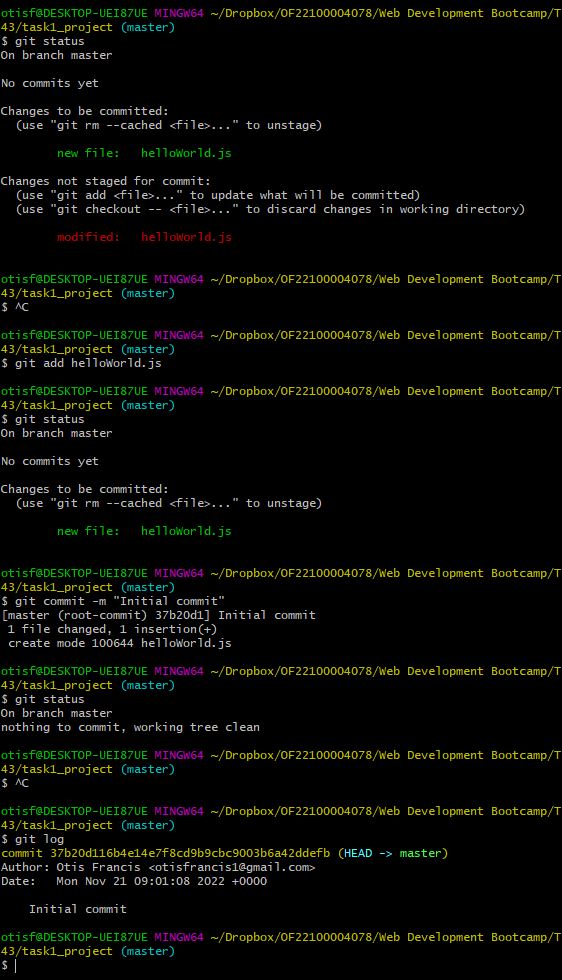 otisf@DESKTOP-UEI87UE MINGW64 ~/Dropbox/OF22100004078/Web Development Bootcamp/T
43/task1_project (master)
$ git status
On branch master
No commits yet
Changes to be committed:
  (use "git rm --cached <file>..." to unstage)
        new file:   helloWorld.js
Changes not staged for commit:
  (use "git add <file>..." to update what will be committed)
  (use "git checkout -- <file>..." to discard changes in working directory)
        modified:   helloWorld.js
otisf@DESKTOP-UEI87UE MINGW64 ~/Dropbox/OF22100004078/Web Development Bootcamp/T
43/task1_project (master)
$ ^C
otisf@DESKTOP-UEI87UE MINGW64 ~/Dropbox/OF22100004078/Web Development Bootcamp/T
43/task1_project (master)
$ git add helloWorld.js
otisf@DESKTOP-UEI87UE MINGW64 ~/Dropbox/OF22100004078/Web Development Bootcamp/T
43/task1_project (master)
$ git status
On branch master
No commits yet
Changes to be committed:
  (use "git rm --cached <file>..." to unstage)
        new file:   helloWorld.js
otisf@DESKTOP-UEI87UE MINGW64 ~/Dropbox/OF22100004078/Web Development Bootcamp/T
43/task1_project (master)
$ git commit -m "Initial commit"
[master (root-commit) 37b20d1] Initial commit
 1 file changed, 1 insertion(+)
 create mode 100644 helloWorld.js
otisf@DESKTOP-UEI87UE MINGW64 ~/Dropbox/OF22100004078/Web Development Bootcamp/T
43/task1_project (master)
$ git status
On branch master
nothing to commit, working tree clean
otisf@DESKTOP-UEI87UE MINGW64 ~/Dropbox/OF22100004078/Web Development Bootcamp/T
43/task1_project (master)
$ ^C
otisf@DESKTOP-UEI87UE MINGW64 ~/Dropbox/OF22100004078/Web Development Bootcamp/T
43/task1_project (master)
$ git log
commit 37b20d116b4e14e7f8cd9b9cbc9003b6a42ddefb (HEAD -> master)
Author: Otis Francis <otisfrancis1@gmail.com>
Date:   Mon Nov 21 09:01:08 2022 +0000
    Initial commit
otisf@DESKTOP-UEI87UE MINGW64 ~/Dropbox/OF22100004078/Web Development Bootcamp/T
43/task1_project (master)
$